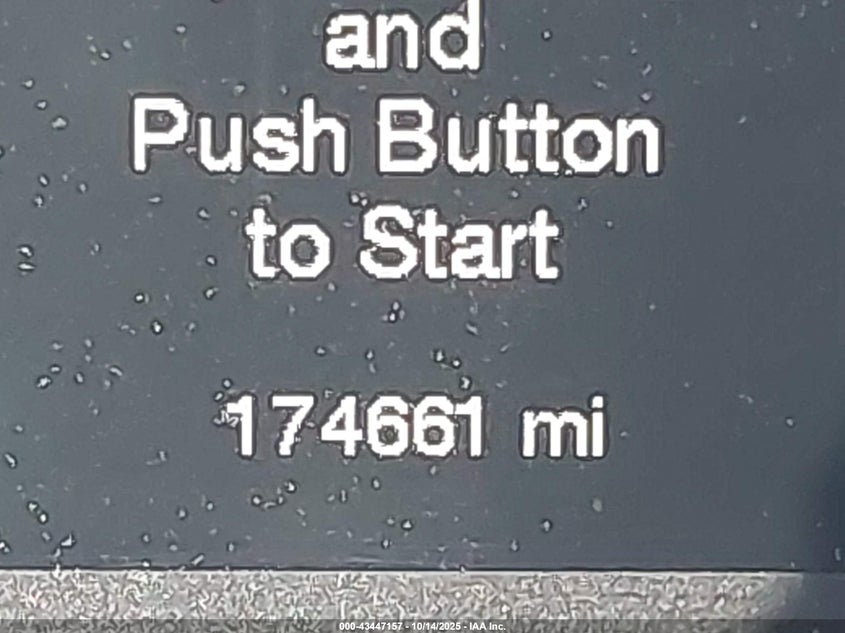 and
Push Button
to Start
174661 mi
000-43447157 - 10/14/2025 - IAA Inc.